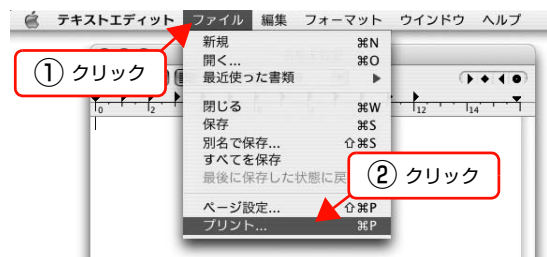 テキストエディット ファイル 編集 フォーマット ウインドウ ヘルプ
① クリック
新規 ⌘N
開く... ⌘O
最近使った書類 ▶
閉じる ⌘W
保存 ⌘S
別名で保存... ⇧⌘S
すべてを保存
最後に保存した状態に戻
② クリック
ページ設定... ⇧⌘P
プリント... ⌘P
0 2 12 14